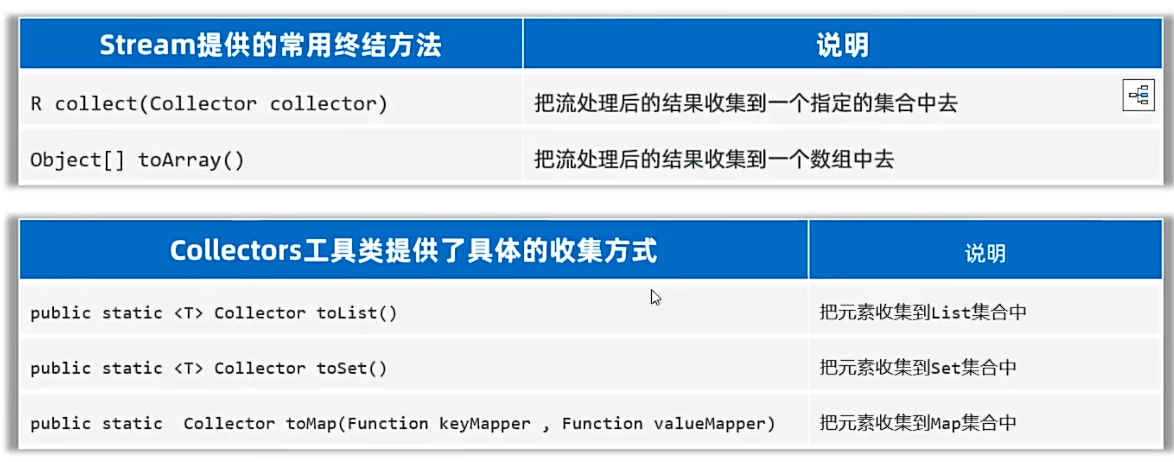 Stream提供的常用终结方法 说明
R collect(Collector collector) 把流处理后的结果收集到一个指定的集合中去
Object[] toArray() 把流处理后的结果收集到一个数组中去
Collectors工具类提供了具体的收集方式 说明
public static <T> Collector toList() 把元素收集到List集合中
public static <T> Collector toSet() 把元素收集到Set集合中
public static  Collector toMap(Function keyMapper , Function valueMapper) 把元素收集到Map集合中